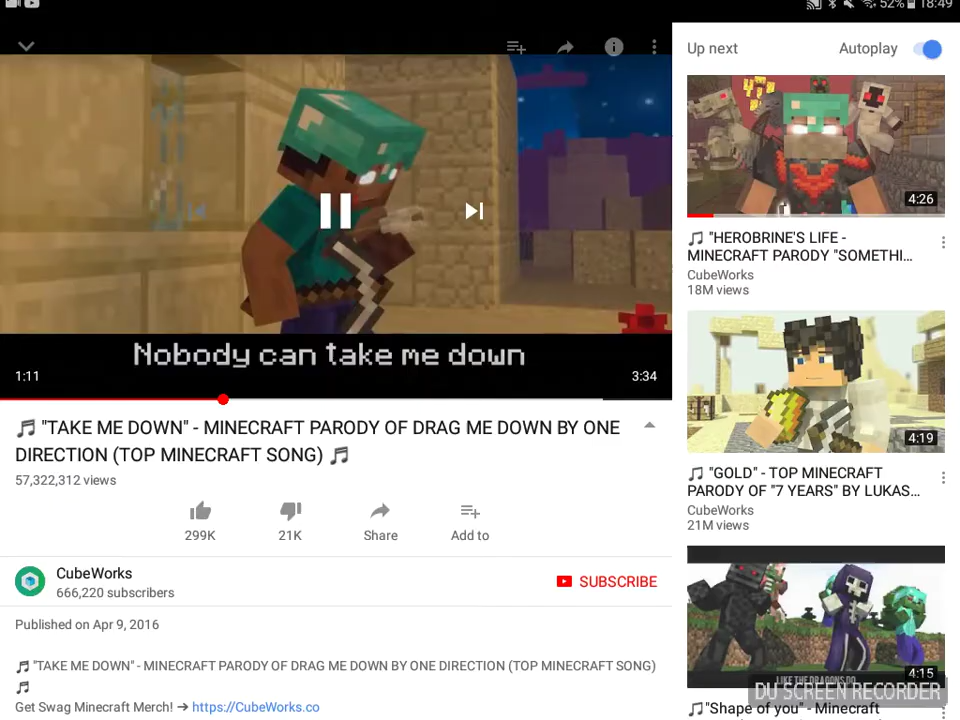 52% 18:49
Up next
Autoplay
Nobody can take me down
1:11
3:34
🎵 "TAKE ME DOWN" - MINECRAFT PARODY OF DRAG ME DOWN BY ONE
DIRECTION (TOP MINECRAFT SONG) 🎵
57,322,312 views
299K
21K
Share
Add to
CubeWorks
666,220 subscribers
SUBSCRIBE
Published on Apr 9, 2016
🎵 "TAKE ME DOWN" - MINECRAFT PARODY OF DRAG ME DOWN BY ONE DIRECTION (TOP MINECRAFT SONG)
🎵
Get Swag Minecraft Merch! ➔ https://CubeWorks.co
4:26
🎵 "HEROBRINE'S LIFE -
MINECRAFT PARODY "SOMETHI...
CubeWorks
18M views
4:19
🎵 "GOLD" - TOP MINECRAFT
PARODY OF "7 YEARS" BY LUKAS...
CubeWorks
21M views
4:15
LIKE THE DRAGONS DO
DU SCREEN RECORDER
🎵"Shape of you" - Minecraft